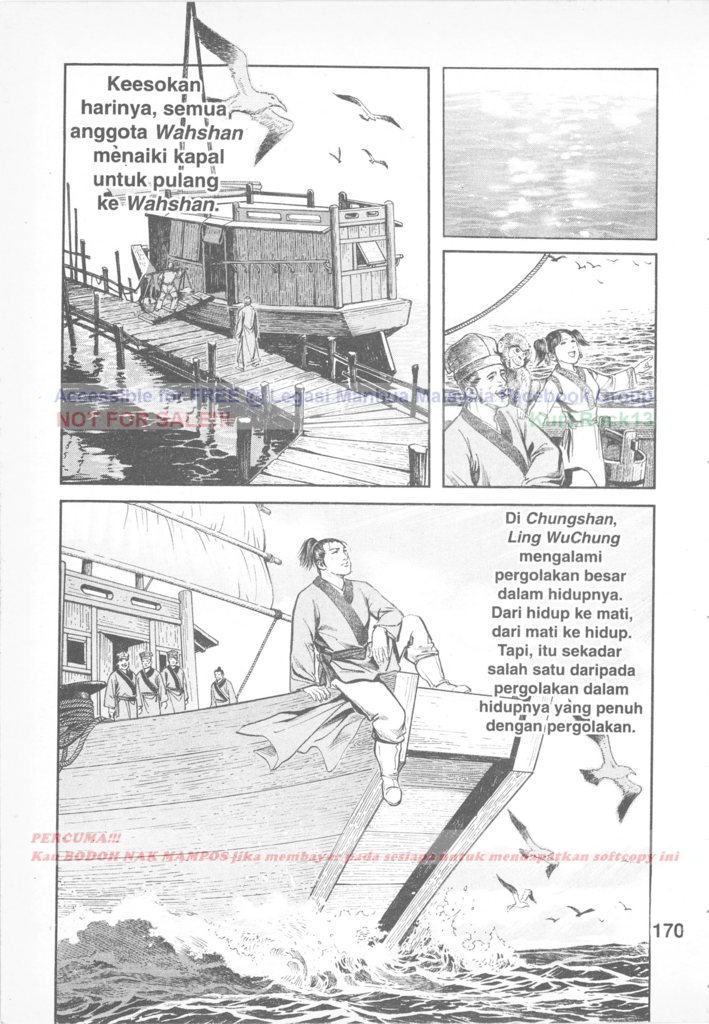 Keesokan
harinya, semua
anggota Wahshan
menaiki kapal
untuk pulang
ke Wahshan.
Accessible for FREE @ Legasi Manhua Malaysia Facebook Group
NOT FOR SALE!!!
Di Chungshan,
Ling WuChung
mengalami
pergolakan besar
dalam hidupnya.
Dari hidup ke mati,
dari mati ke hidup.
Tapi, itu sekadar
salah satu daripada
pergolakan dalam
hidupnya yang penuh
dengan pergolakan.
PERCUMA!!!
Kau BODOH NAK MAMPOS jika membayar pada sesiapa untuk mendapatkan softcopy ini
170